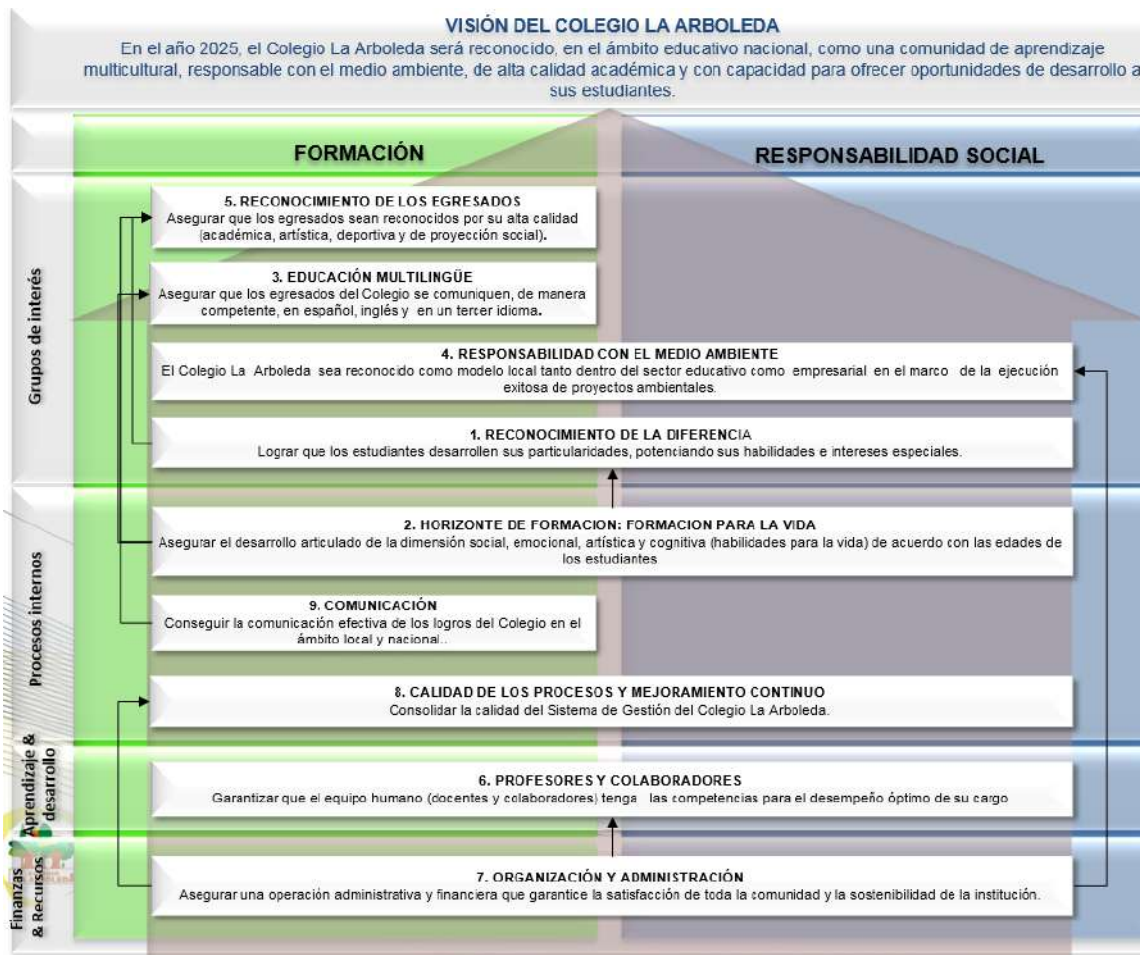 VISIÓN DEL COLEGIO LA ARBOLEDA
En el año 2025, el Colegio La Arboleda será reconocido, en el ámbito educativo nacional, como una comunidad de aprendizaje
multicultural, responsable con el medio ambiente, de alta calidad académica y con capacidad para ofrecer oportunidades de desarrollo a
sus estudiantes.
FORMACIÓN
RESPONSABILIDAD SOCIAL
Grupos de interés
5. RECONOCIMIENTO DE LOS EGRESADOS
Asegurar que los egresados sean reconocidos por su alta calidad
(académica, artística, deportiva y de proyección social).
3. EDUCACIÓN MULTILINGÜE
Asegurar que los egresados del Colegio se comuniquen, de manera
competente, en español, inglés y en un tercer idioma.
4. RESPONSABILIDAD CON EL MEDIO AMBIENTE
El Colegio La Arboleda sea reconocido como modelo local tanto dentro del sector educativo como empresarial en el marco de la ejecución
exitosa de proyectos ambientales.
1. RECONOCIMIENTO DE LA DIFERENCIA
Lograr que los estudiantes desarrollen sus particularidades, potenciando sus habilidades e intereses especiales.
Procesos internos
2. HORIZONTE DE FORMACION: FORMACION PARA LA VIDA
Asegurar el desarrollo articulado de la dimensión social, emocional, artística y cognitiva (habilidades para la vida) de acuerdo con las edades de
los estudiantes
9. COMUNICACIÓN
Conseguir la comunicación efectiva de los logros del Colegio en el
ámbito local y nacional..
8. CALIDAD DE LOS PROCESOS Y MEJORAMIENTO CONTINUO
Consolidar la calidad del Sistema de Gestión del Colegio La Arboleda.
Aprendizaje &
desarrollo
6. PROFESORES Y COLABORADORES
Garantizar que el equipo humano (docentes y colaboradores) tenga las competencias para el desempeño óptimo de su cargo
Finanzas
& Recursos
7. ORGANIZACIÓN Y ADMINISTRACIÓN
Asegurar una operación administrativa y financiera que garantice la satisfacción de toda la comunidad y la sostenibilidad de la institución.